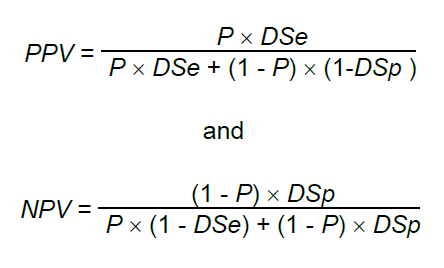 PPV = P × DSe / P × DSe + (1 - P) × (1-DSp )
and
NPV = (1 - P) × DSp / P × (1 - DSe) + (1 - P) × DSp